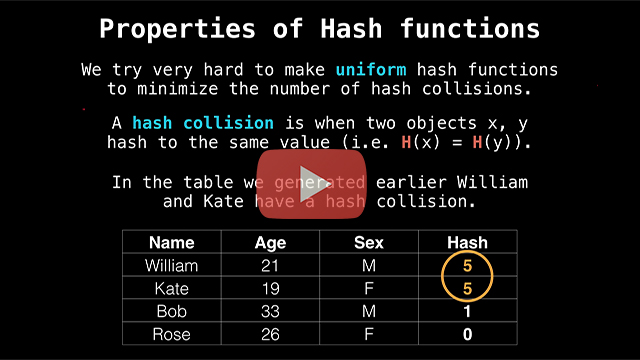 Properties of Hash functions
We try very hard to make uniform hash functions
to minimize the number of hash collisions.
A hash collision is when two objects x, y
hash to the same value (i.e. H(x) = H(y)).
In the table we generated earlier William
and Kate have a hash collision.
Name Age Sex Hash
William 21 M 5
Kate 19 F 5
Bob 33 M 1
Rose 26 F 0